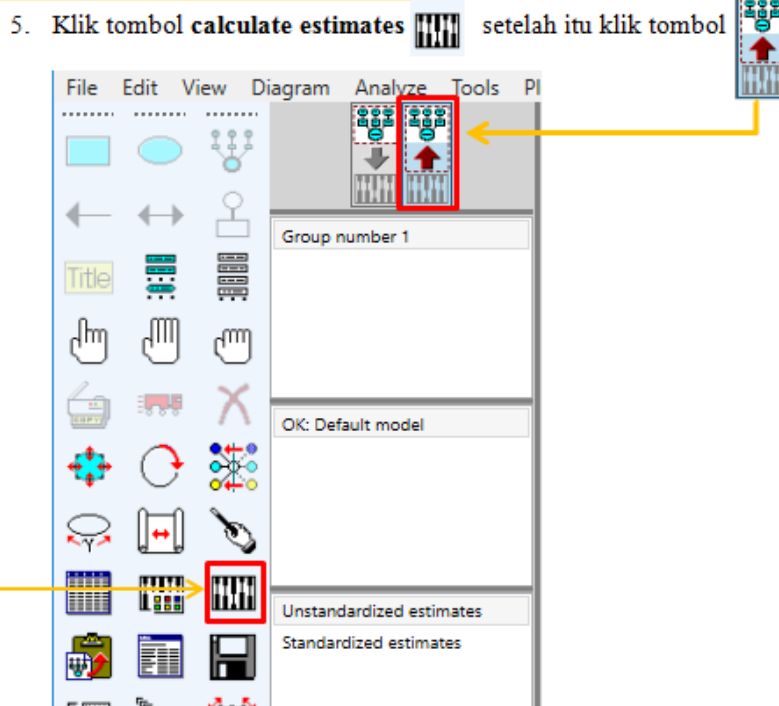 5. Klik tombol calculate estimates setelah itu klik tombol
File Edit View Diagram Analyze Tools Pl
Group number 1
Title
OK: Default model
Unstandardized estimates
Standardized estimates